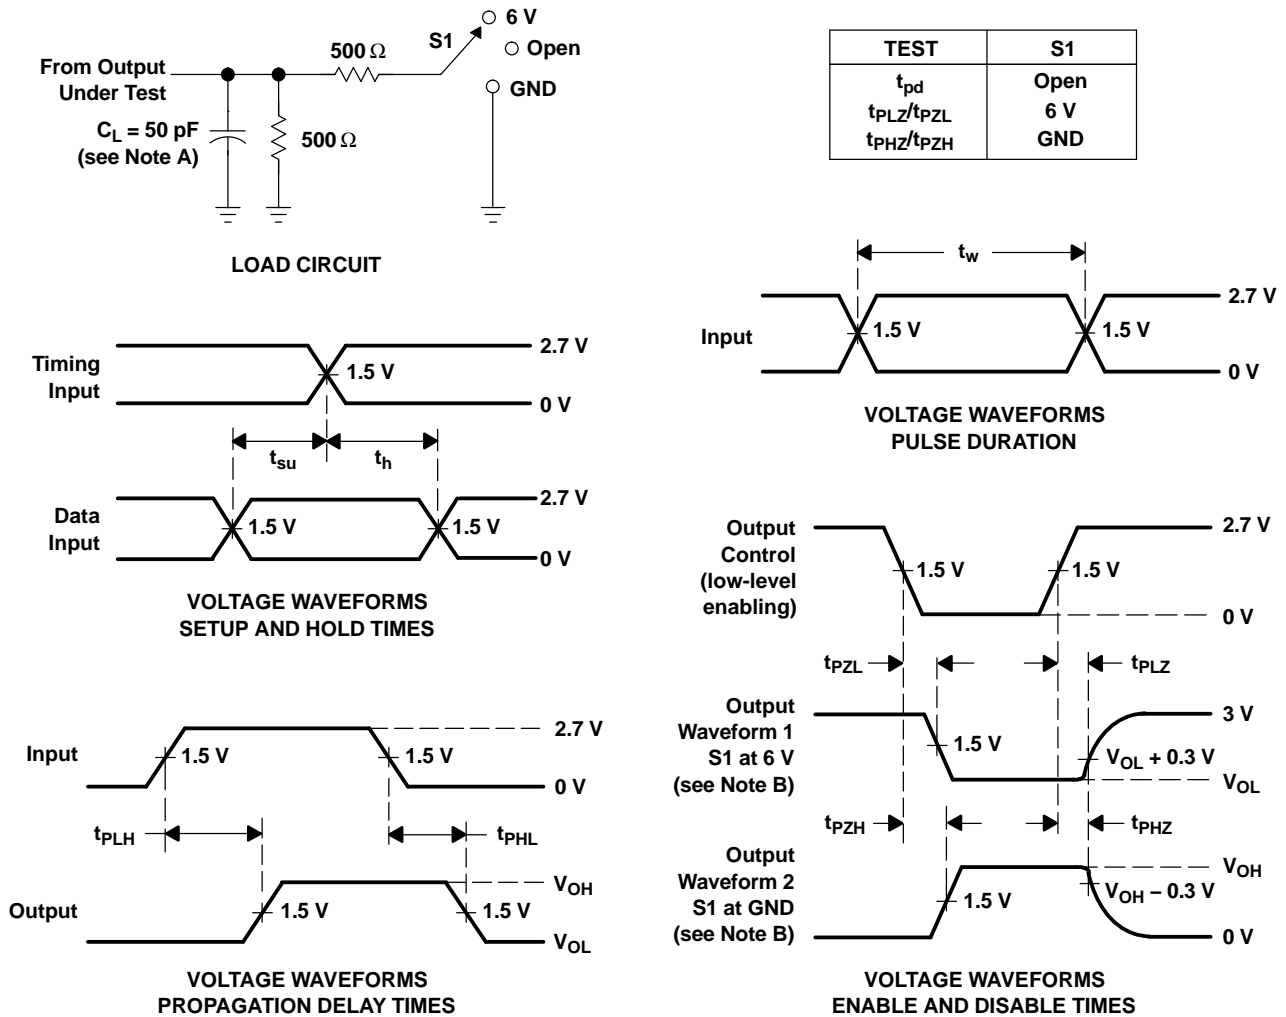 6 V
S1
Open
500 Ω
From Output
Under Test
GND
CL = 50 pF
(see Note A)
500 Ω
LOAD CIRCUIT
TEST S1
tpd Open
tPLZ/tPZL 6 V
tPHZ/tPZH GND
tw
2.7 V
Input
1.5 V 1.5 V
0 V
VOLTAGE WAVEFORMS
PULSE DURATION
Timing
Input
2.7 V
1.5 V
0 V
tsu th
Data
Input
2.7 V
1.5 V 1.5 V
0 V
VOLTAGE WAVEFORMS
SETUP AND HOLD TIMES
Input
2.7 V
1.5 V 1.5 V
0 V
tPLH tPHL
Output
VOH
1.5 V 1.5 V
VOL
VOLTAGE WAVEFORMS
PROPAGATION DELAY TIMES
Output
Control
(low-level
enabling)
2.7 V
1.5 V 1.5 V
0 V
tPZL tPLZ
Output
Waveform 1
S1 at 6 V
(see Note B)
3 V
1.5 V
VOL + 0.3 V
VOL
tPZH tPHZ
Output
Waveform 2
S1 at GND
(see Note B)
VOH
1.5 V
VOH − 0.3 V
0 V
VOLTAGE WAVEFORMS
ENABLE AND DISABLE TIMES